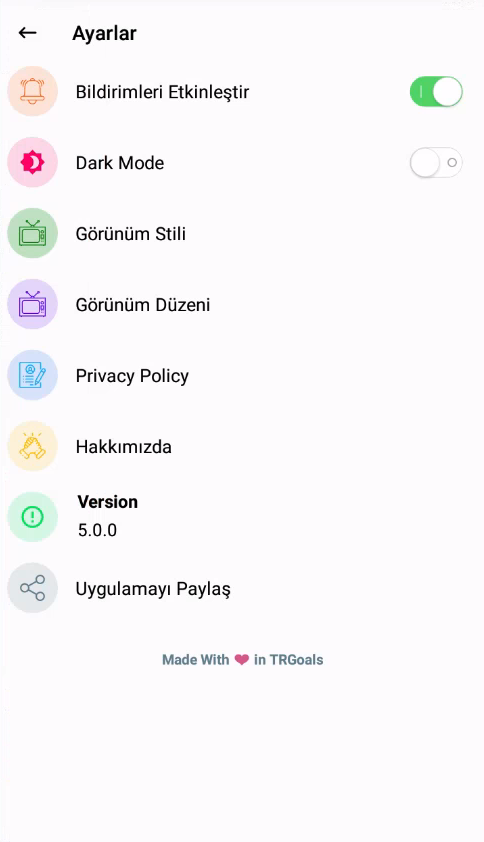 Ayarlar
Bildirimleri Etkinleştir
Dark Mode
Görünüm Stili
Görünüm Düzeni
Privacy Policy
Hakkımızda
Version
5.0.0
Uygulamayı Paylaş
Made With ❤ in TRGoals